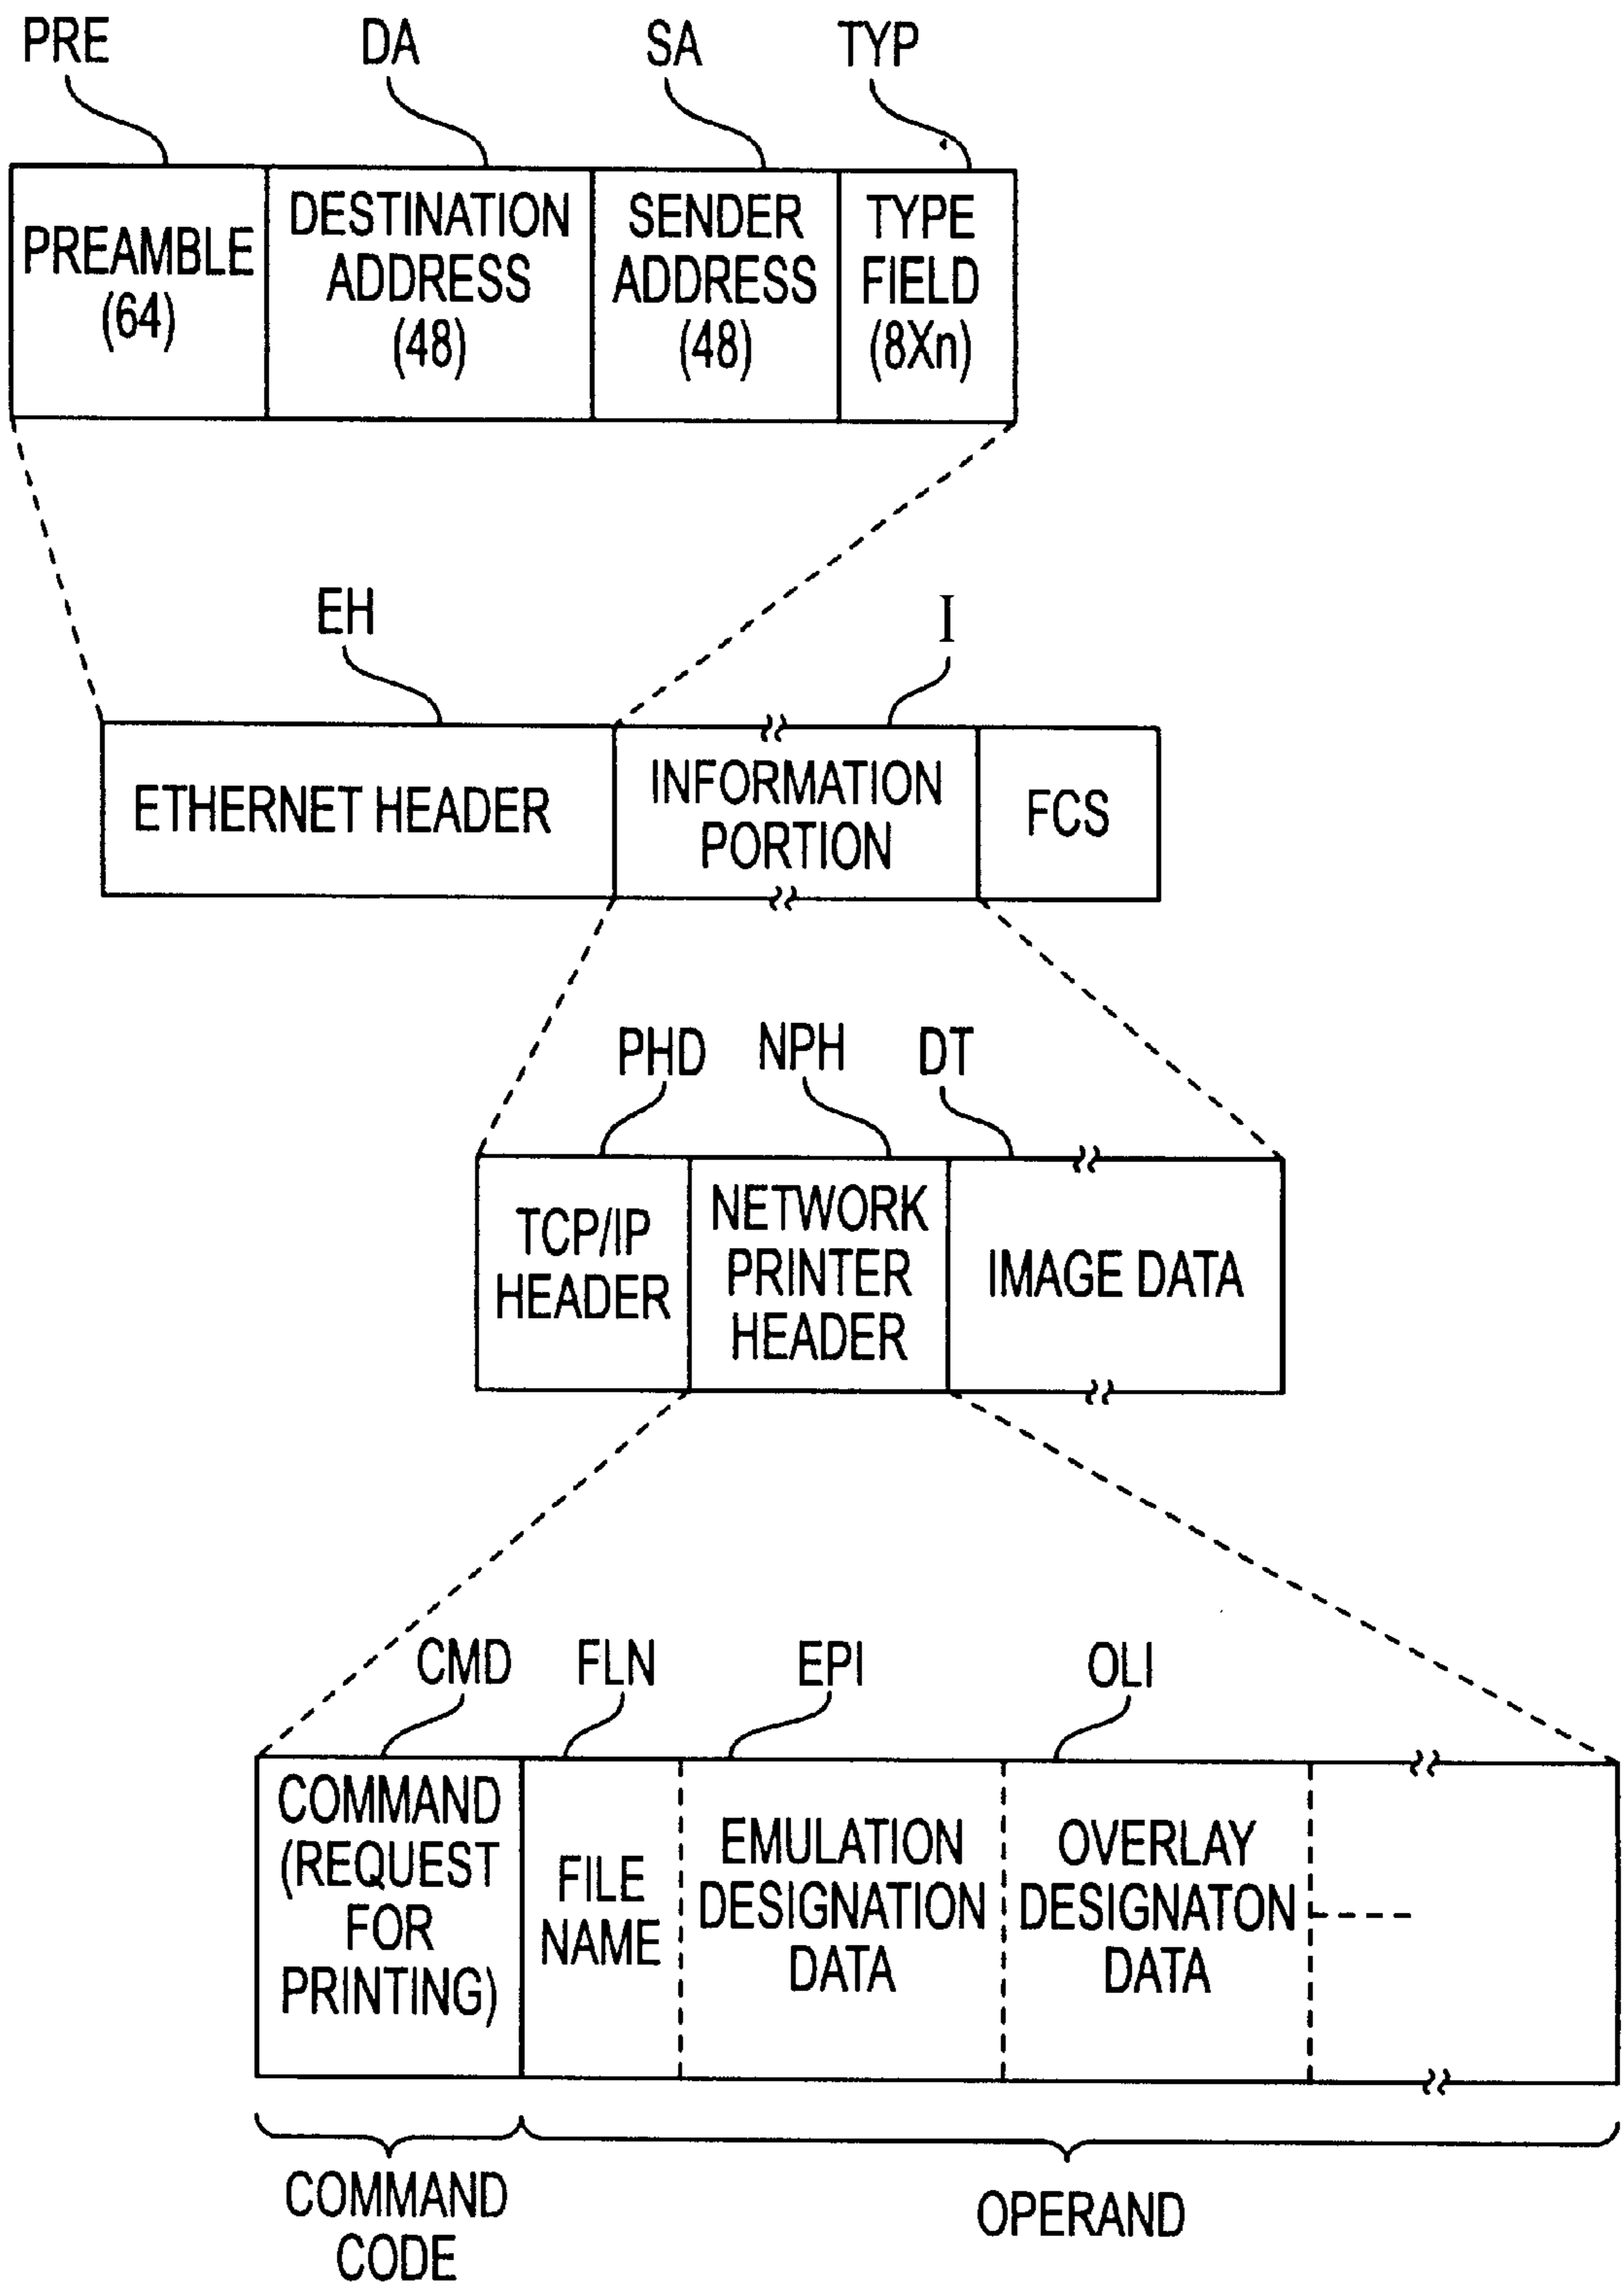 PRE DA SA TYP
PREAMBLE
(64)
DESTINATION
ADDRESS
(48)
SENDER
ADDRESS
(48)
TYPE
FIELD
(8Xn)
EH I
ETHERNET HEADER
INFORMATION
PORTION
FCS
PHD NPH DT
TCP/IP
HEADER
NETWORK
PRINTER
HEADER
IMAGE DATA
CMD FLN EPI OLI
COMMAND
(REQUEST
FOR
PRINTING)
FILE
NAME
EMULATION
DESIGNATION
DATA
OVERLAY
DESIGNATON
DATA
COMMAND
CODE
OPERAND